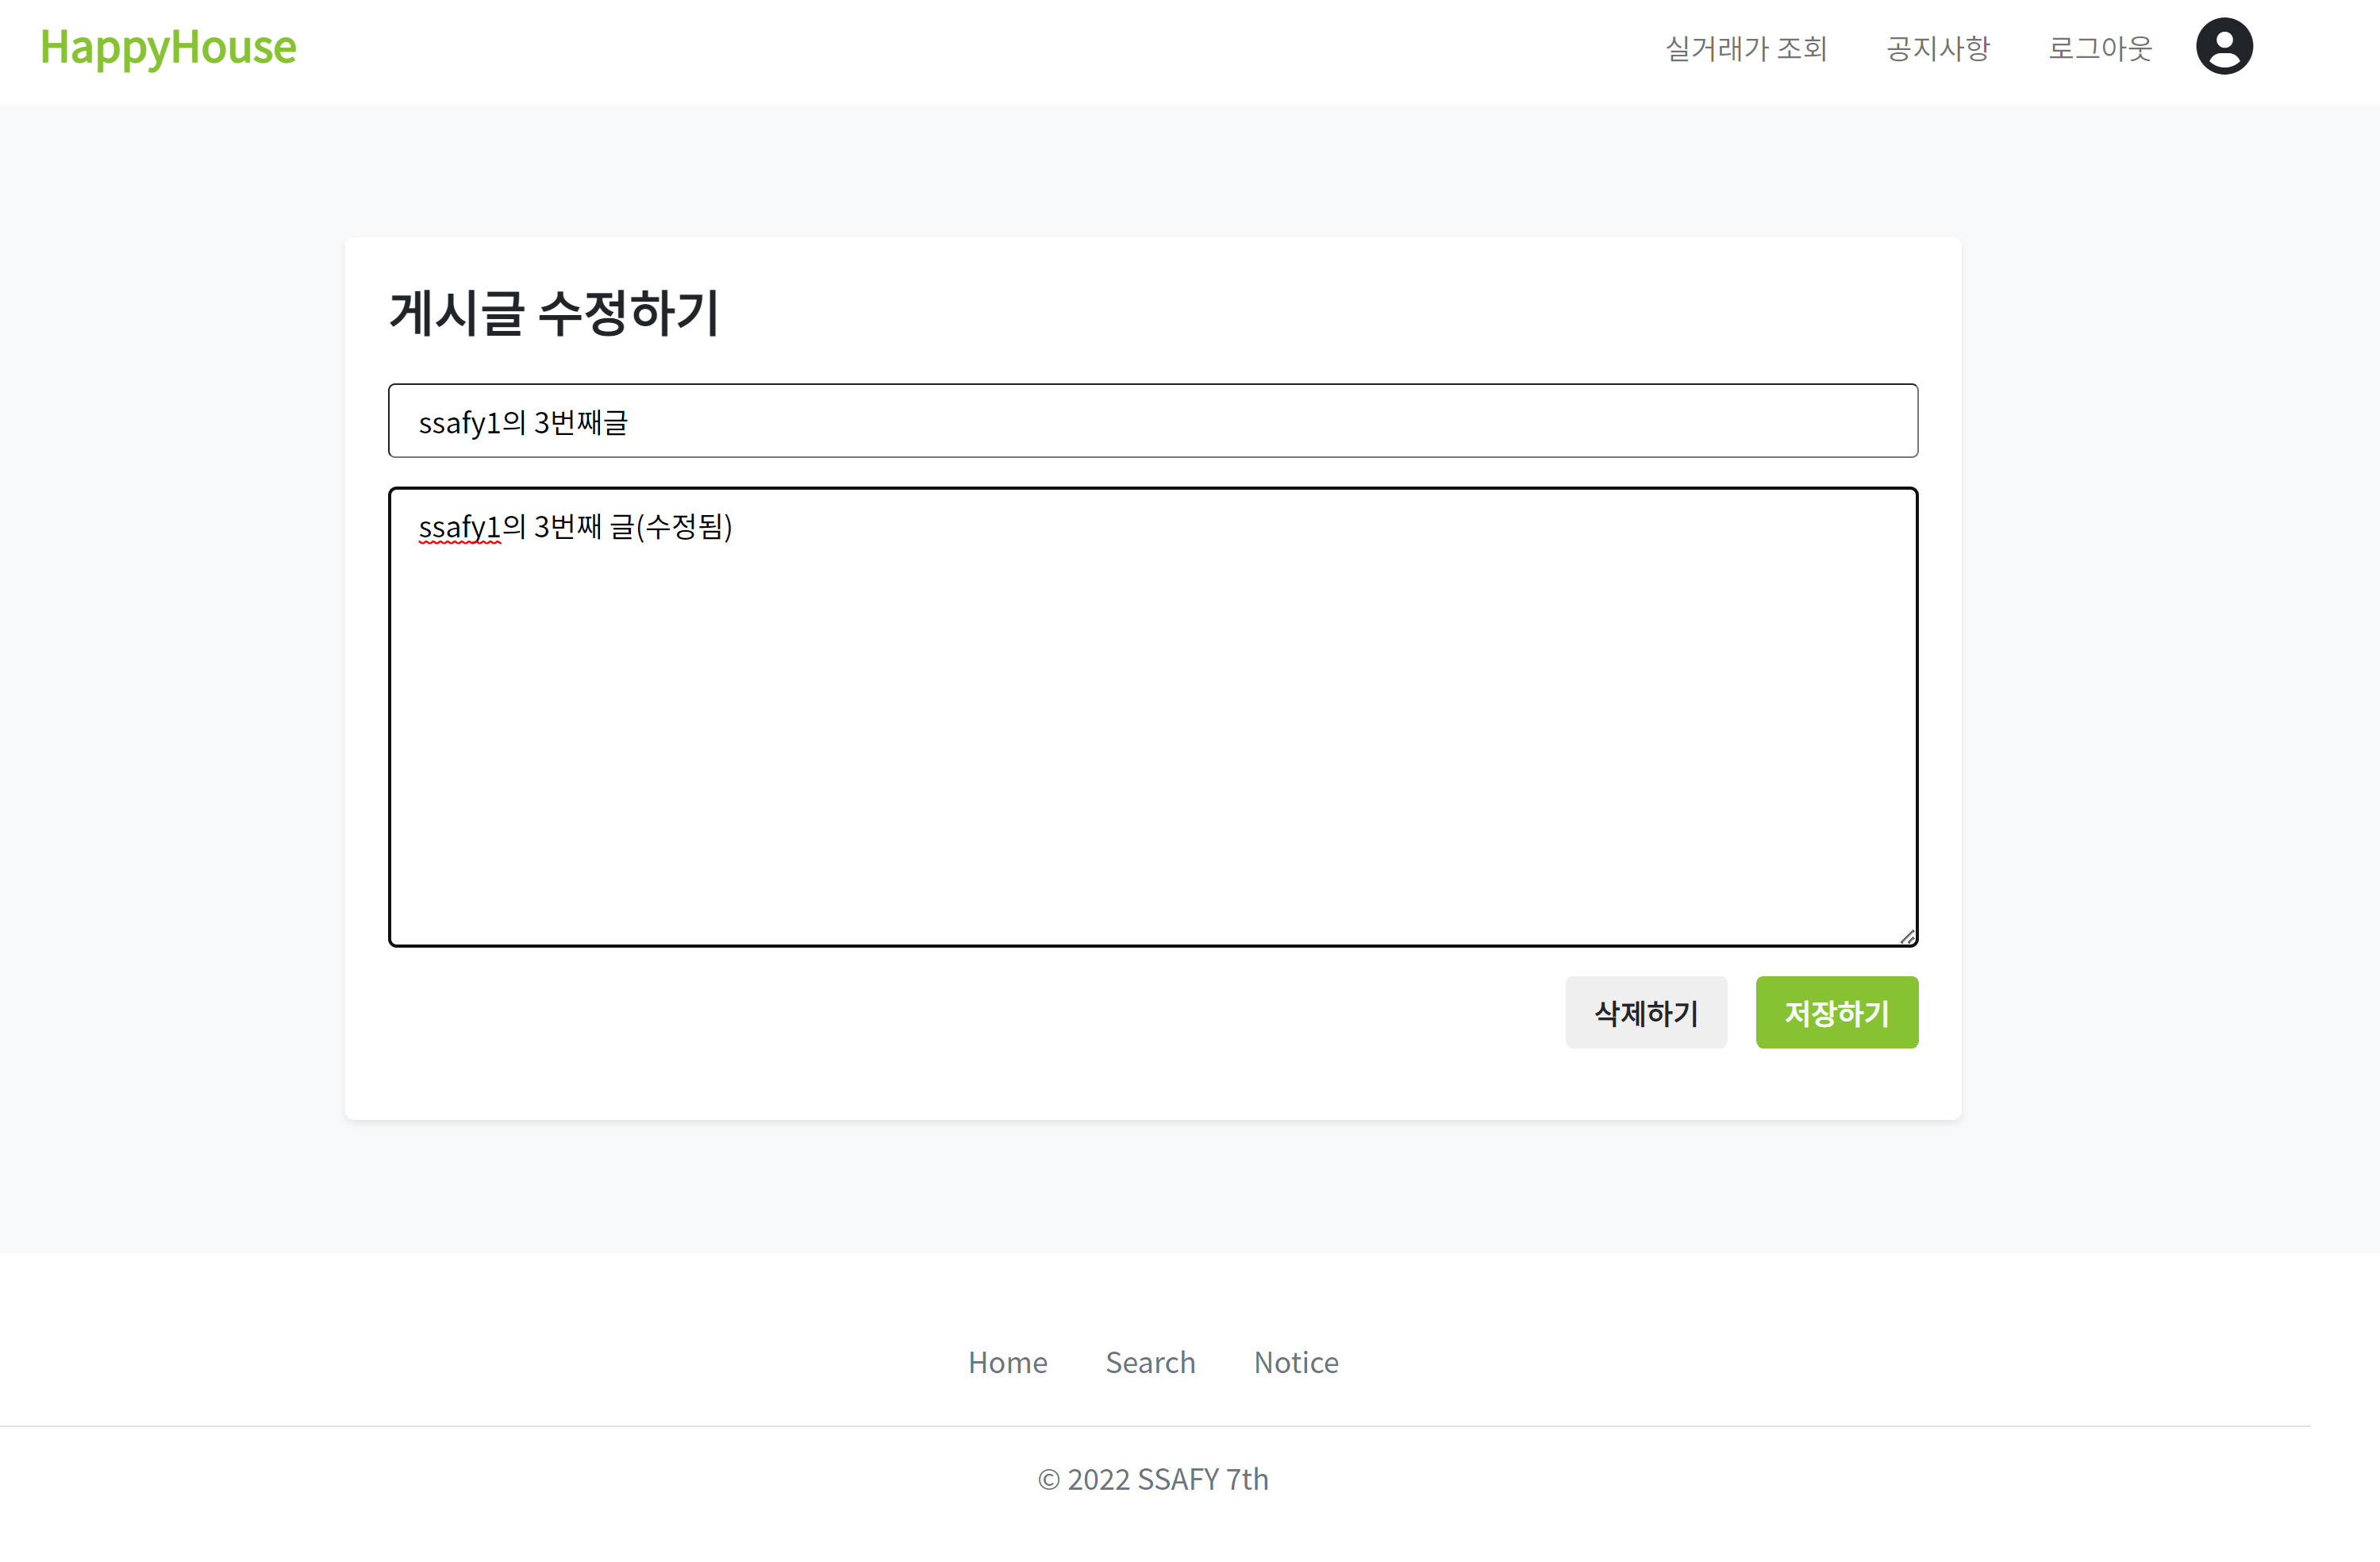 HappyHouse 실거래가 조회 공지사항 로그아웃
게시글 수정하기
ssafy1의 3번째글
ssafy1의 3번째 글(수정됨)
삭제하기 저장하기
Home Search Notice
© 2022 SSAFY 7th